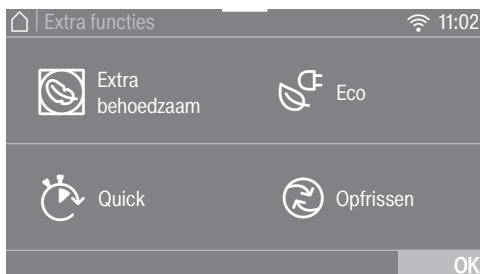 Extra functies
11:02
Extra
behoedzaam
Eco
Quick
Opfrissen
OK